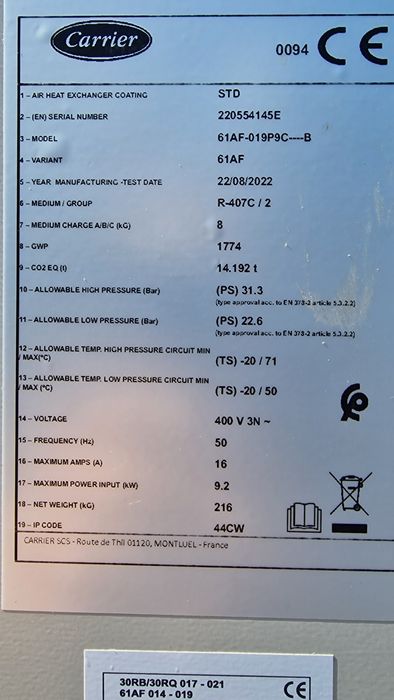 Carrier
0094 CE
1 – AIR HEAT EXCHANGER COATING STD
2 – (EN) SERIAL NUMBER 220554145E
3 – MODEL 61AF-019P9C----B
4 – VARIANT 61AF
5 – YEAR MANUFACTURING -TEST DATE 22/08/2022
6 – MEDIUM / GROUP R-407C / 2
7 – MEDIUM CHARGE A/B/C (kG) 8
8 – GWP 1774
9 – CO2 EQ (t) 14.192 t
10 – ALLOWABLE HIGH PRESSURE (Bar) (PS) 31.3
(type approval acc. to EN 378-2 article 5.3.2.2)
11 – ALLOWABLE LOW PRESSURE (Bar) (PS) 22.6
(type approval acc. to EN 378-2 article 5.3.2.2)
12 – ALLOWABLE TEMP. HIGH PRESSURE CIRCUIT MIN
/ MAX(°C) (TS) -20 / 71
13 – ALLOWABLE TEMP. LOW PRESSURE CIRCUIT MIN
/ MAX (°C) (TS) -20 / 50
14 – VOLTAGE 400 V 3N ~
15 – FREQUENCY (Hz) 50
16 – MAXIMUM AMPS (A) 16
17 – MAXIMUM POWER INPUT (kW) 9.2
18 – NET WEIGHT (kG) 216
19 – IP CODE 44CW
CARRIER SCS - Route de Thil 01120, MONTLUEL - France
30RB/30RQ 017 - 021
61AF 014 - 019 CE